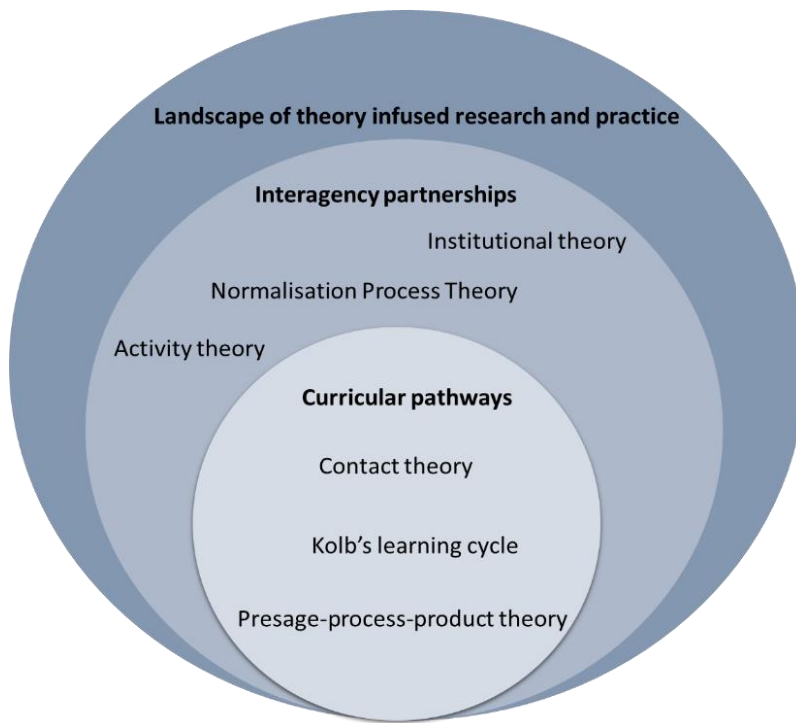 Landscape of theory infused research and practice
Interagency partnerships
Institutional theory
Normalisation Process Theory
Activity theory
Curricular pathways
Contact theory
Kolb’s learning cycle
Presage-process-product theory